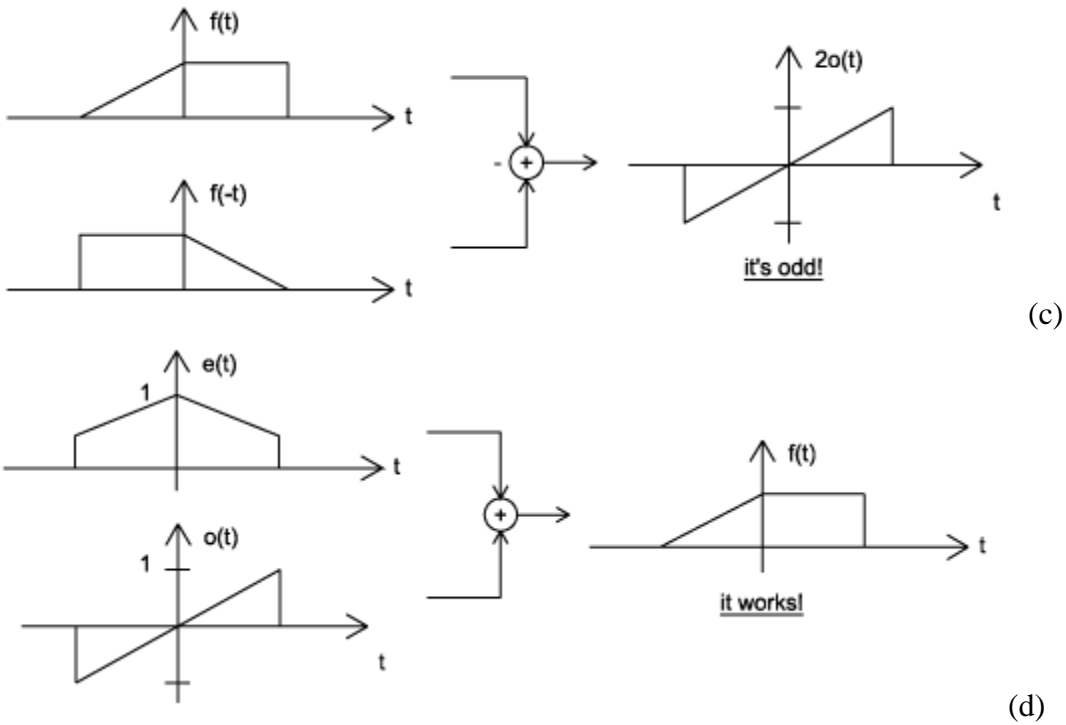 f(t)
t
2o(t)
- +
t
f(-t)
t
it's odd!
(c)
e(t)
1
t
f(t)
+
t
o(t)
1
it works!
t
(d)